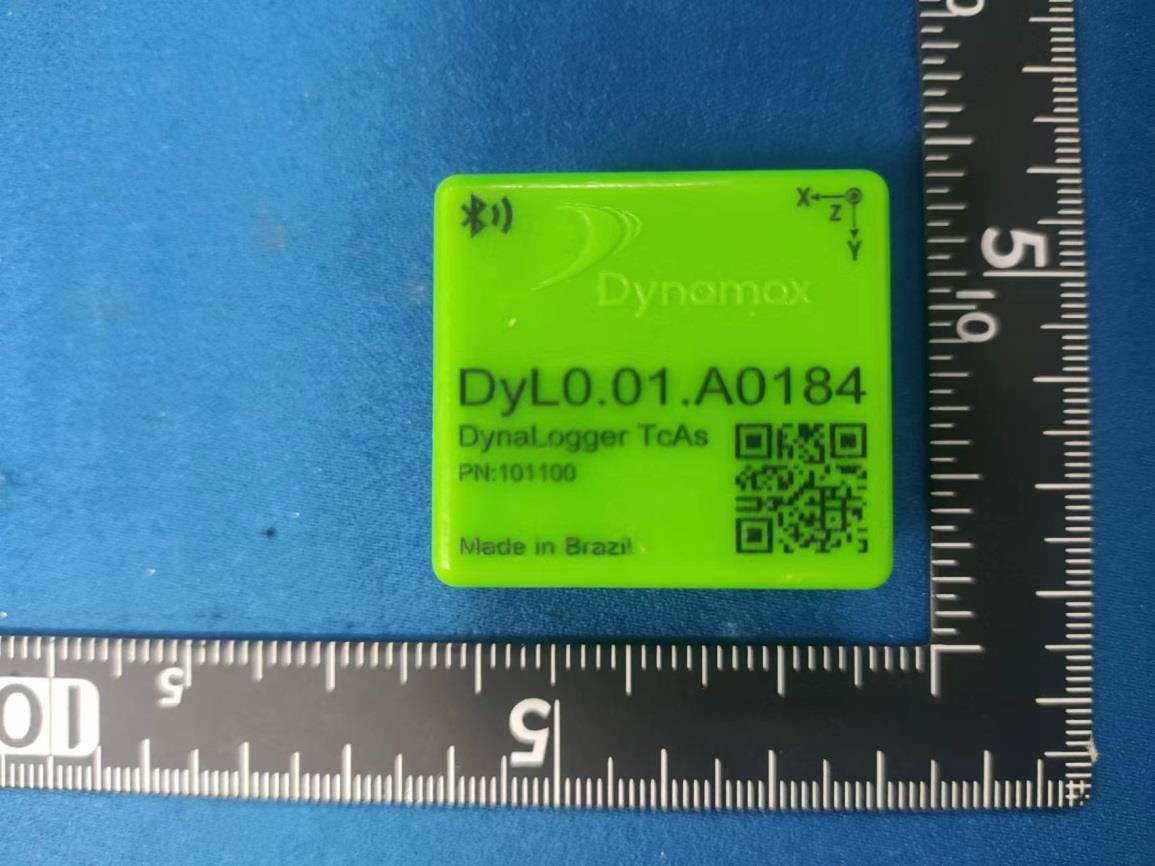 X
Z
Y
Dynamox
DyL0.01.A0184
DynaLogger TcAs
PN:101100
Made in Brazil
5
10
5
5
10